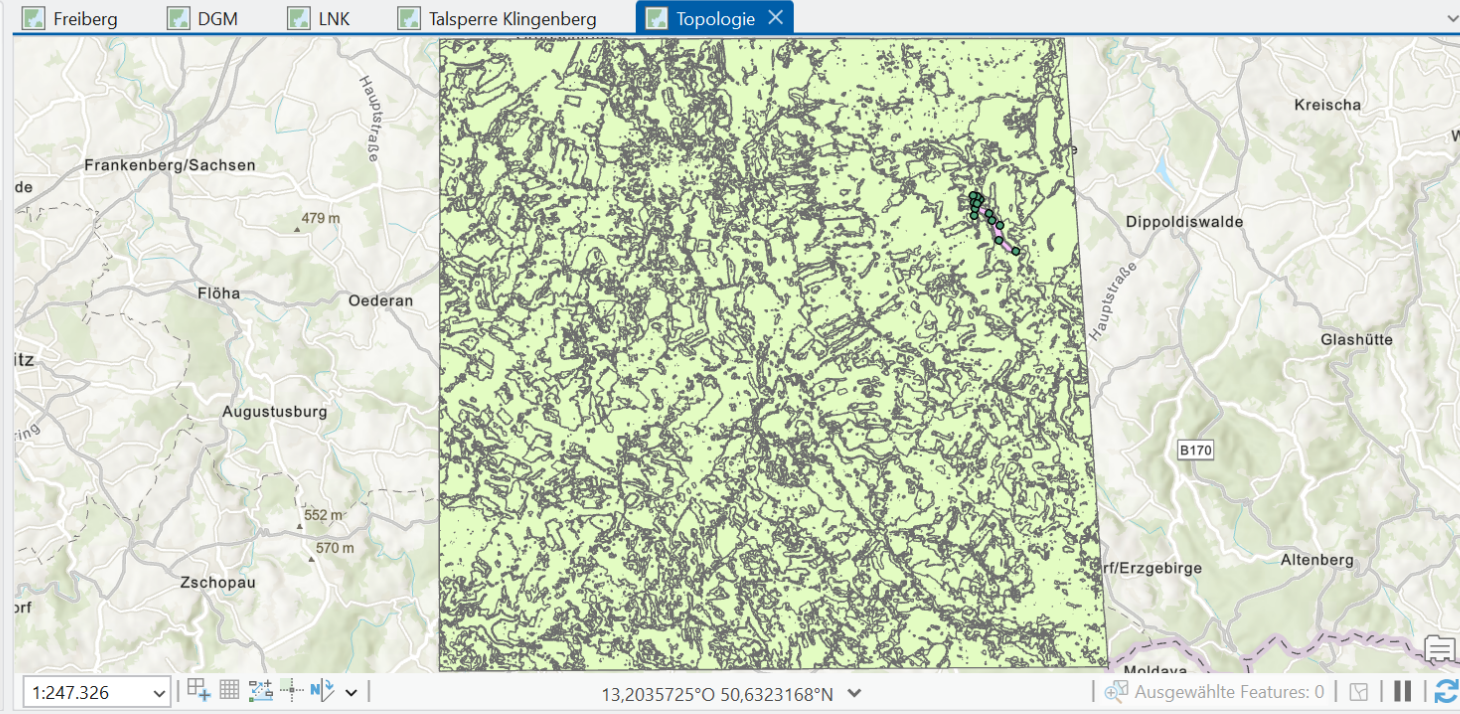 Freiberg
DGM
LNK
Talsperre Klingenberg
Topologie
Hauptstraße
Kreischa
Frankenberg/Sachsen
de
e
479 m
Dippoldiswalde
Flöha
Oederan
Hauptstraße
Glashütte
itz
Augustusburg
ring
B170
552 m
570 m
Zschopau
rf/Erzgebirge
Altenberg
orf
Moldava
1:247.326
13,2035725°O 50,6323168°N
Ausgewählte Features: 0